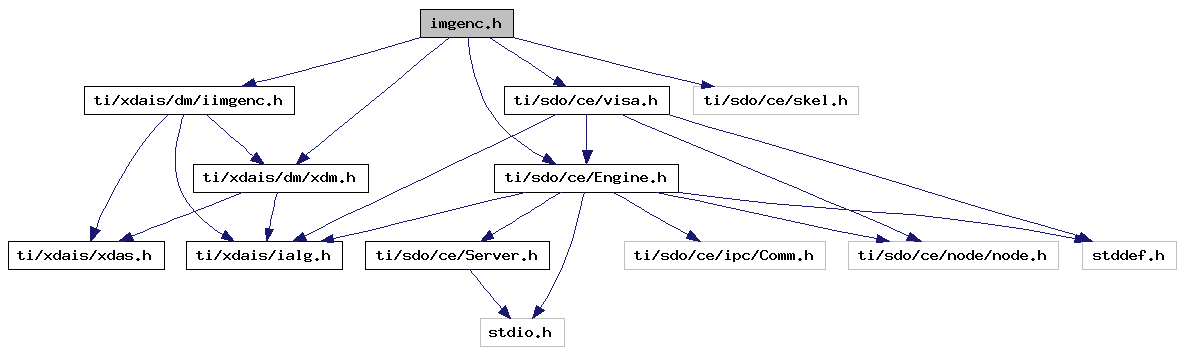 imgenc.h
ti/xdais/dm/iimgenc.h
ti/sdo/ce/visa.h
ti/sdo/ce/skel.h
ti/xdais/dm/xdm.h
ti/sdo/ce/Engine.h
ti/xdais/xdas.h
ti/xdais/ialg.h
ti/sdo/ce/Server.h
ti/sdo/ce/ipc/Comm.h
ti/sdo/ce/node/node.h
stddef.h
stdio.h